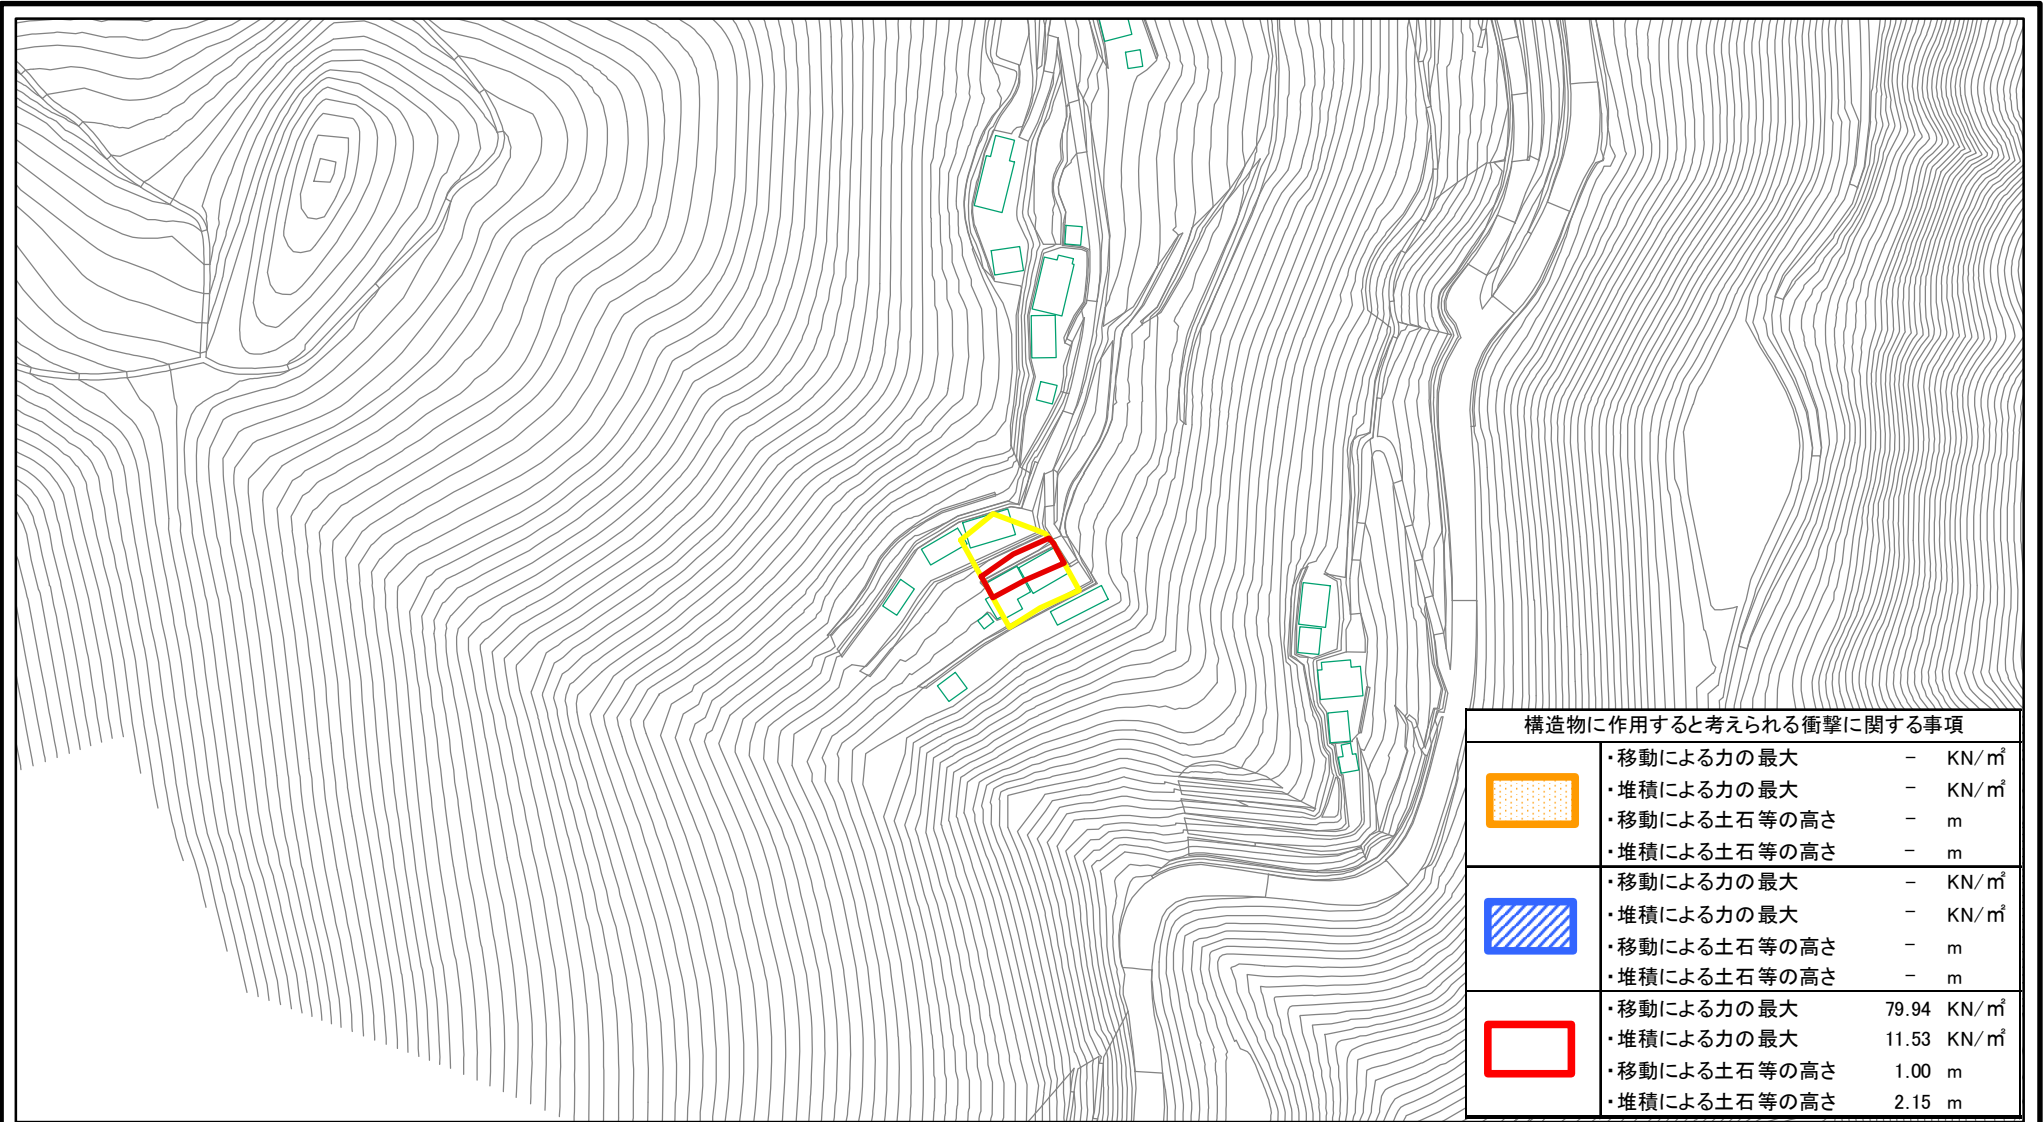 構造物に作用すると考えられる衝撃に関する事項
・移動による力の最大 － KN/㎡
・堆積による力の最大 － KN/㎡
・移動による土石等の高さ － m
・堆積による土石等の高さ － m
・移動による力の最大 － KN/㎡
・堆積による力の最大 － KN/㎡
・移動による土石等の高さ － m
・堆積による土石等の高さ － m
・移動による力の最大 79.94 KN/㎡
・堆積による力の最大 11.53 KN/㎡
・移動による土石等の高さ 1.00 m
・堆積による土石等の高さ 2.15 m